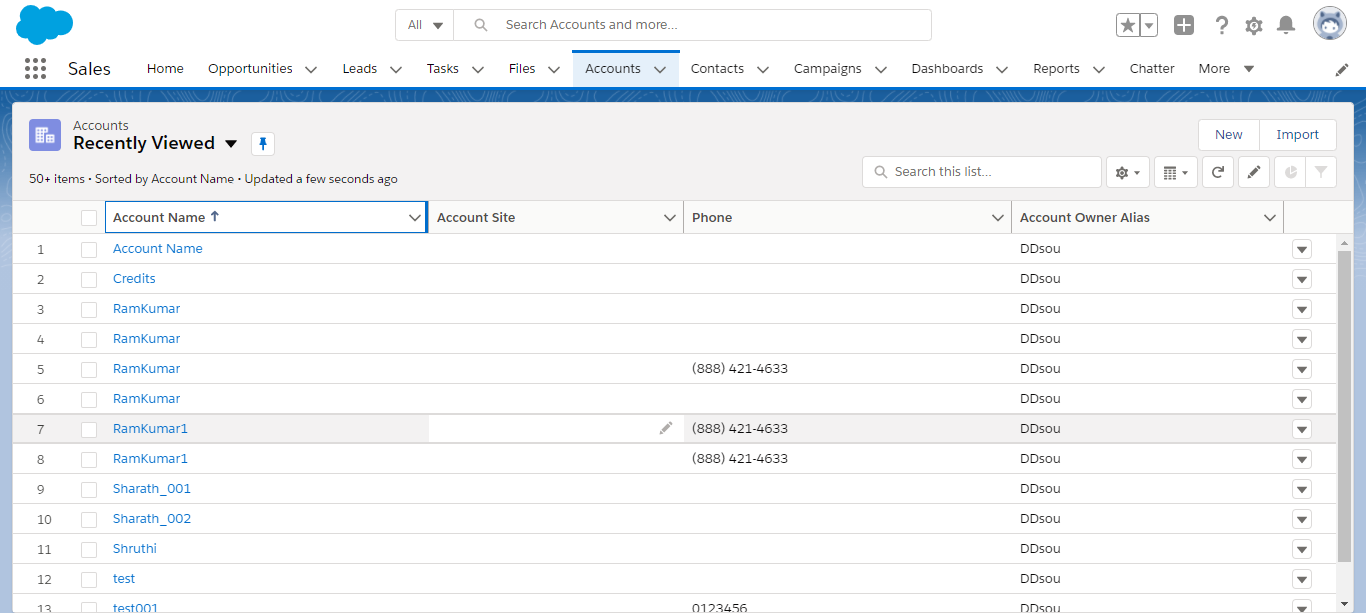 All Search Accounts and more...
Sales Home Opportunities Leads Tasks Files Accounts Contacts Campaigns Dashboards Reports Chatter More
Accounts
Recently Viewed
New Import
50+ items • Sorted by Account Name • Updated a few seconds ago
Search this list...
Account Name Account Site Phone Account Owner Alias
1 Account Name DDsou
2 Credits DDsou
3 RamKumar DDsou
4 RamKumar DDsou
5 RamKumar (888) 421-4633 DDsou
6 RamKumar DDsou
7 RamKumar1 (888) 421-4633 DDsou
8 RamKumar1 (888) 421-4633 DDsou
9 Sharath_001 DDsou
10 Sharath_002 DDsou
11 Shruthi DDsou
12 test DDsou
13 test001 0123456 DDsou